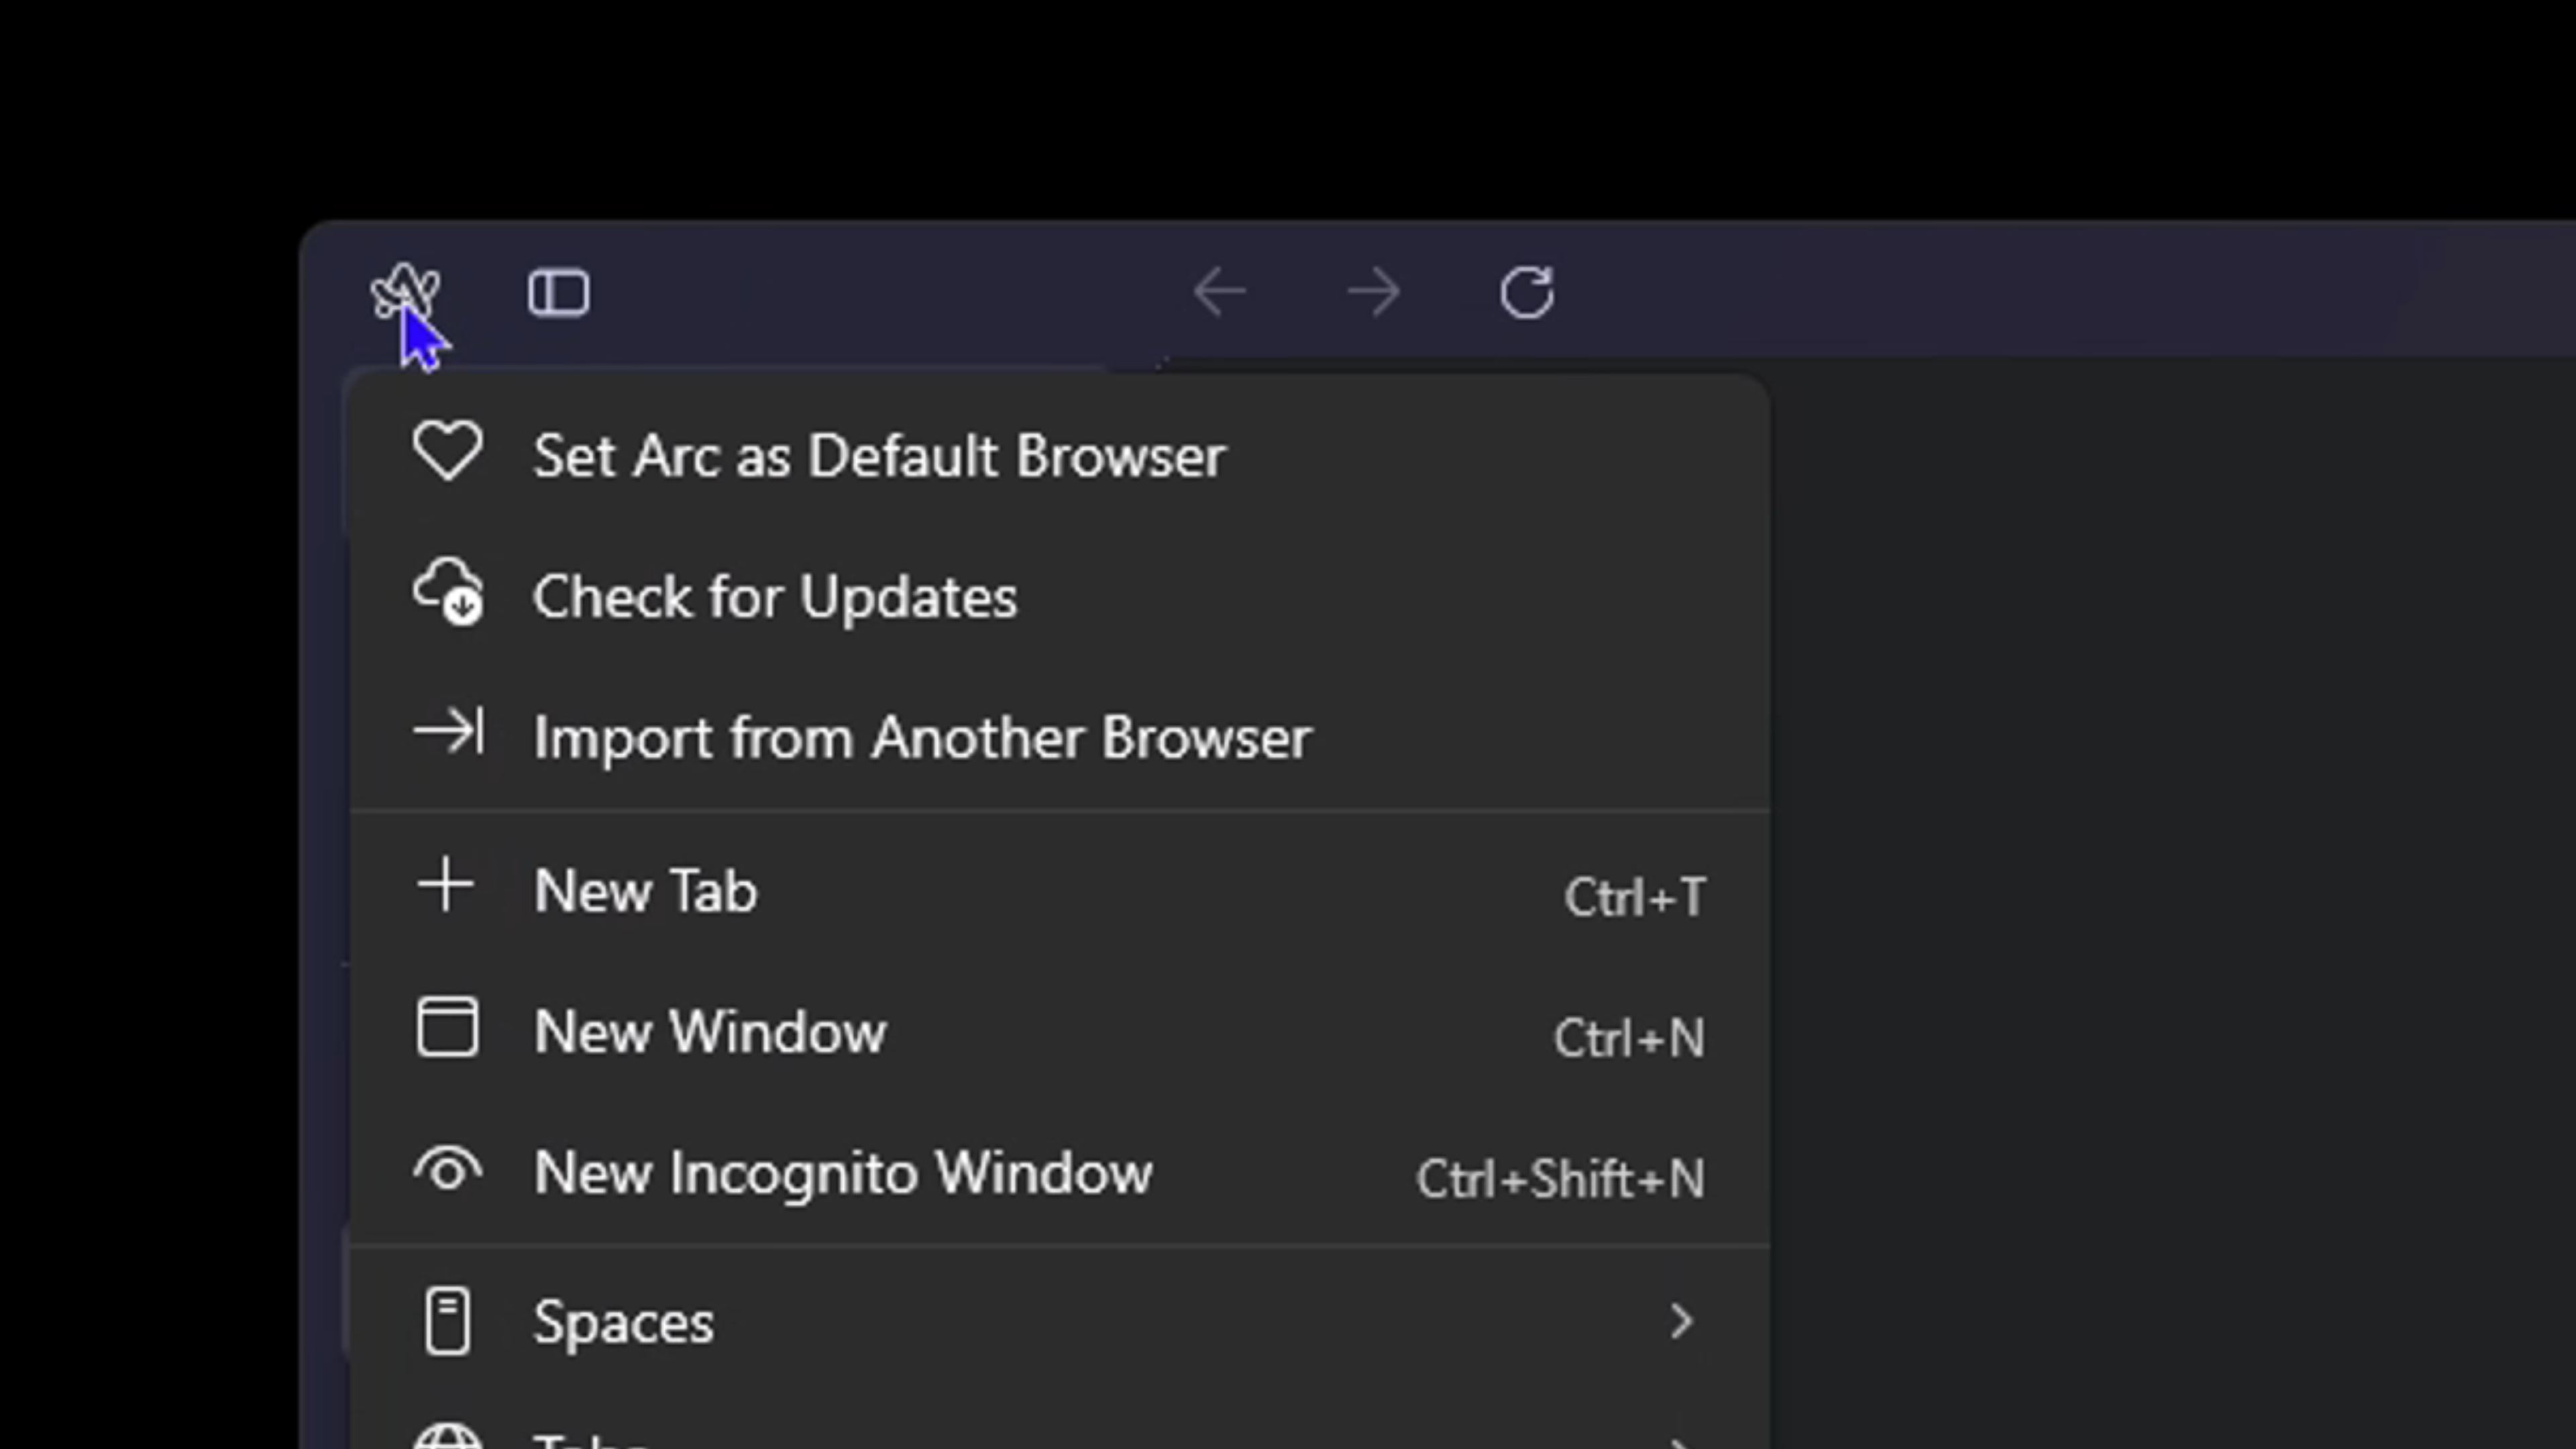 Set Arc as Default Browser
Check for Updates
Import from Another Browser
New Tab Ctrl+T
New Window Ctrl+N
New Incognito Window Ctrl+Shift+N
Spaces